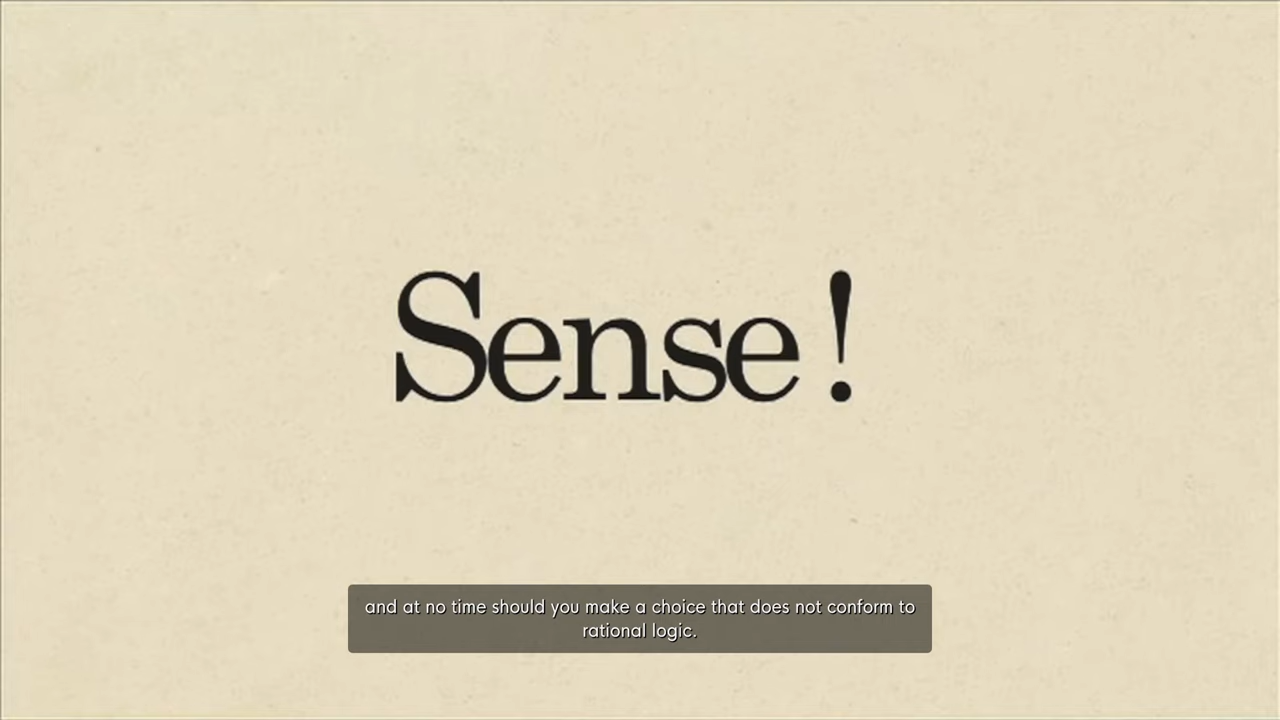 Sense!
and at no time should you make a choice that does not conform to
rational logic.